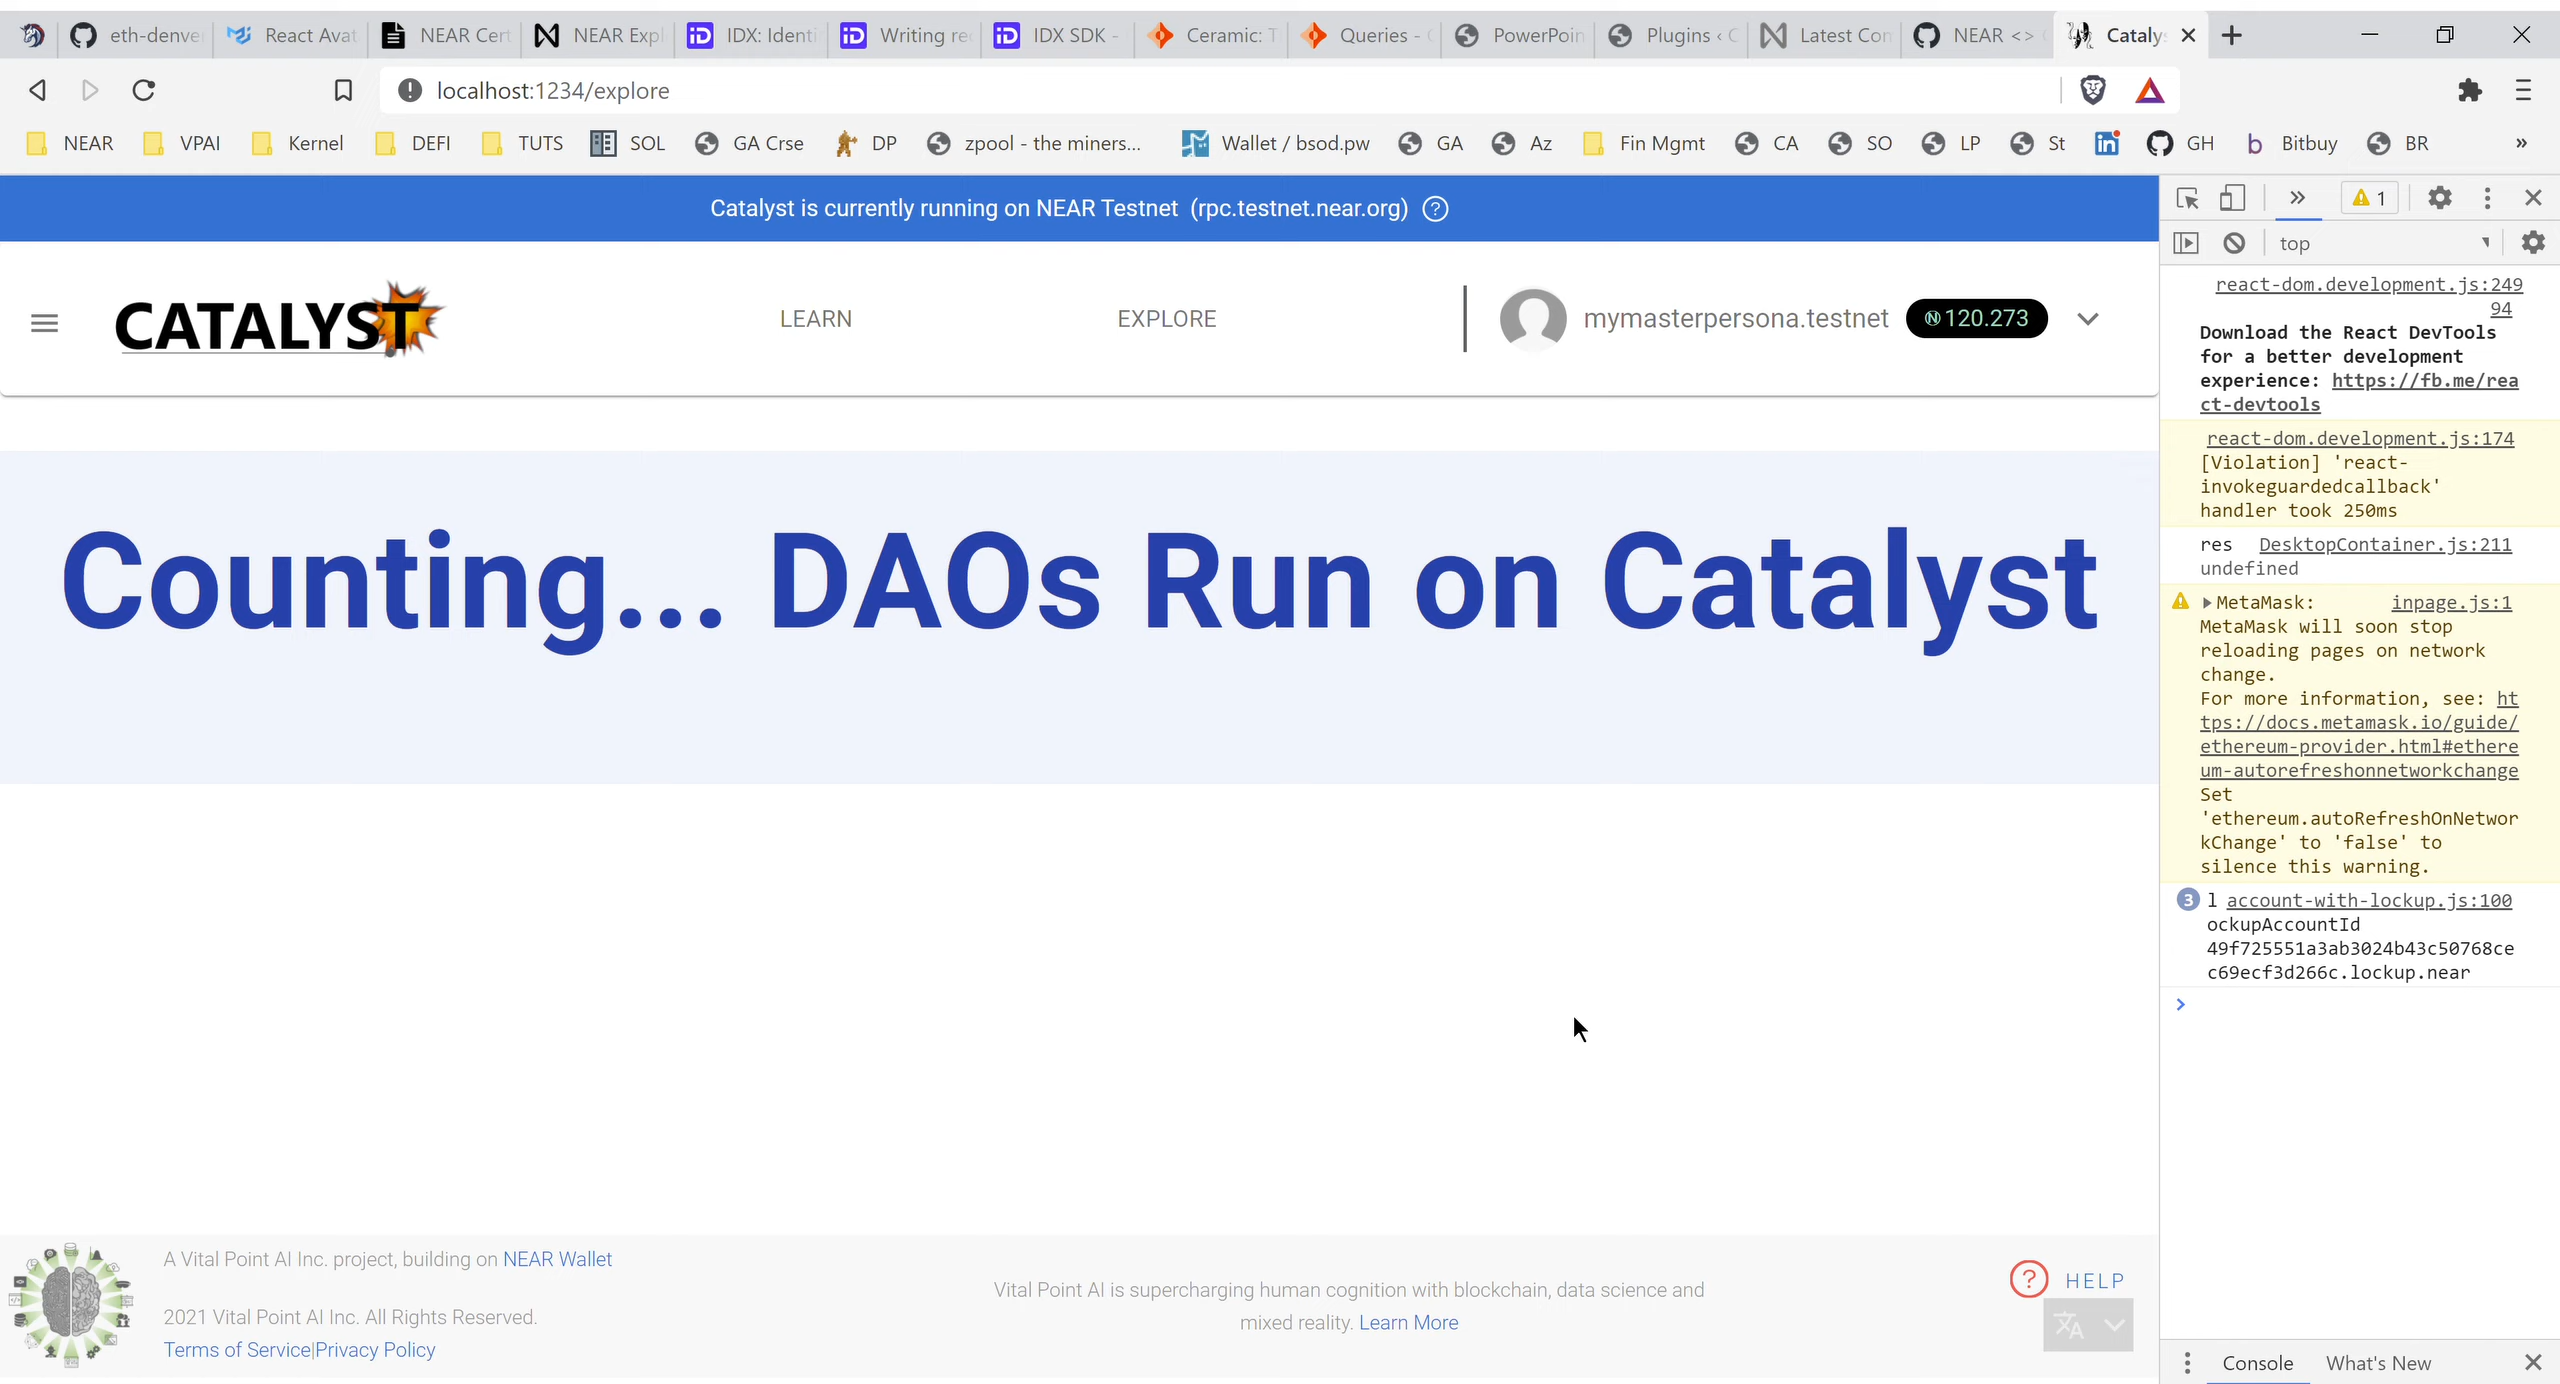 eth-denve
React Avat
NEAR Cert
NEAR Expl
IDX: Identi
Writing re
IDX SDK -
Ceramic: T
Queries -
PowerPoin
Plugins ‹ C
Latest Con
NEAR <>
Cataly
localhost:1234/explore
NEAR
VPAI
Kernel
DEFI
TUTS
SOL
GA Crse
DP
zpool - the miners...
Wallet / bsod.pw
GA
Az
Fin Mgmt
CA
SO
LP
St
GH
Bitbuy
BR
»
Catalyst is currently running on NEAR Testnet (rpc.testnet.near.org) ?
CATALYST
LEARN
EXPLORE
mymasterpersona.testnet
120.273
Counting... DAOs Run on Catalyst
A Vital Point AI Inc. project, building on NEAR Wallet
2021 Vital Point AI Inc. All Rights Reserved.
Terms of Service|Privacy Policy
Vital Point AI is supercharging human cognition with blockchain, data science and
mixed reality. Learn More
? HELP
» 1
top
react-dom.development.js:249
94
Download the React DevTools
for a better development
experience: https://fb.me/rea
ct-devtools
react-dom.development.js:174
[Violation] 'react-
invokeguardedcallback'
handler took 250ms
res DesktopContainer.js:211
undefined
MetaMask: inpage.js:1
MetaMask will soon stop
reloading pages on network
change.
For more information, see: ht
tps://docs.metamask.io/guide/
ethereum-provider.html#ethere
um-autorefreshonnetworkchange
Set
'ethereum.autoRefreshOnNetwor
kChange' to 'false' to
silence this warning.
3 l account-with-lockup.js:100
ockupAccountId
49f725551a3ab3024b43c50768ce
c69ecf3d266c.lockup.near
Console
What's New